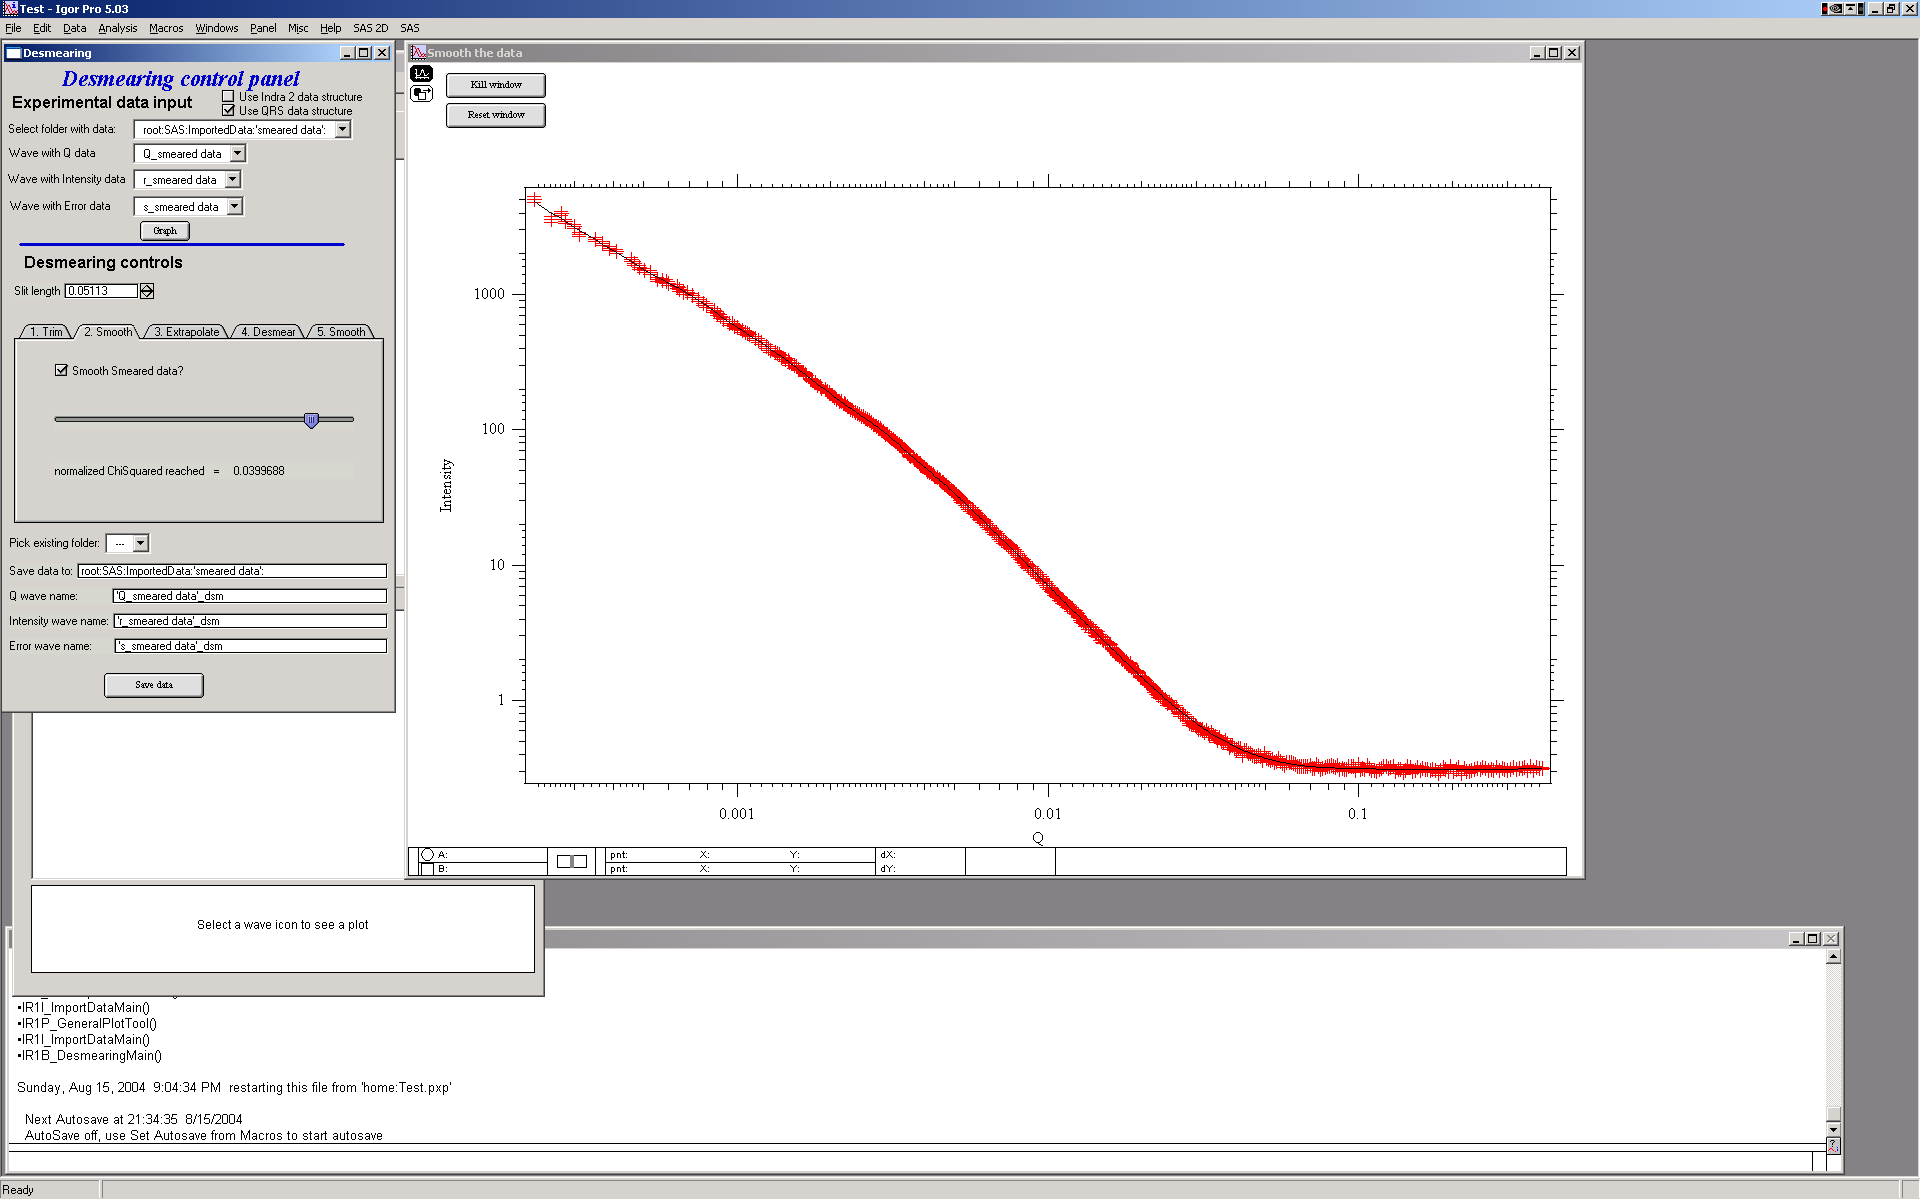 Test - Igor Pro 5.03
File Edit Data Analysis Macros Windows Panel Misc Help SAS 2D SAS
Desmearing
Desmearing control panel
Experimental data input
Use Indra 2 data structure
Use QRS data structure
Select folder with data: root:SAS:ImportedData:'smeared data':
Wave with Q data Q_smeared data
Wave with Intensity data r_smeared data
Wave with Error data s_smeared data
Graph
Desmearing controls
Slit length 0.05113
1. Trim 2. Smooth 3. Extrapolate 4. Desmear 5. Smooth
Smooth Smeared data?
normalized ChiSquared reached = 0.0399688
Pick existing folder: ---
Save data to: root:SAS:ImportedData:'smeared data':
Q wave name: 'Q_smeared data'_dsm
Intensity wave name: 'r_smeared data'_dsm
Error wave name: 's_smeared data'_dsm
Save data
Smooth the data
Kill window
Reset window
1000
100
10
1
Intensity
0.001 0.01 0.1
Q
A: pnt: X: Y: dX:
B: pnt: X: Y: dY:
Select a wave icon to see a plot
•IR1I_ImportDataMain()
•IR1P_GeneralPlotTool()
•IR1I_ImportDataMain()
•IR1B_DesmearingMain()
Sunday, Aug 15, 2004 9:04:34 PM restarting this file from 'home:Test.pxp'
Next Autosave at 21:34:35 8/15/2004
AutoSave off, use Set Autosave from Macros to start autosave
Ready